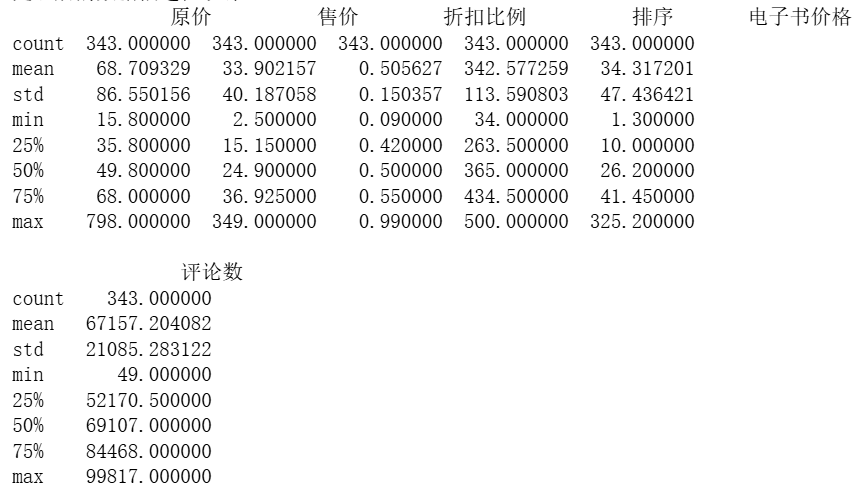 原价 售价 折扣比例 排序 电子书价格
count 343.000000 343.000000 343.000000 343.000000 343.000000
mean 68.709329 33.902157 0.505627 342.577259 34.317201
std 86.550156 40.187058 0.150357 113.590803 47.436421
min 15.800000 2.500000 0.090000 34.000000 1.300000
25% 35.800000 15.150000 0.420000 263.500000 10.000000
50% 49.800000 24.900000 0.500000 365.000000 26.200000
75% 68.000000 36.925000 0.550000 434.500000 41.450000
max 798.000000 349.000000 0.990000 500.000000 325.200000
评论数
count 343.000000
mean 67157.204082
std 21085.283122
min 49.000000
25% 52170.500000
50% 69107.000000
75% 84468.000000
max 99817.000000